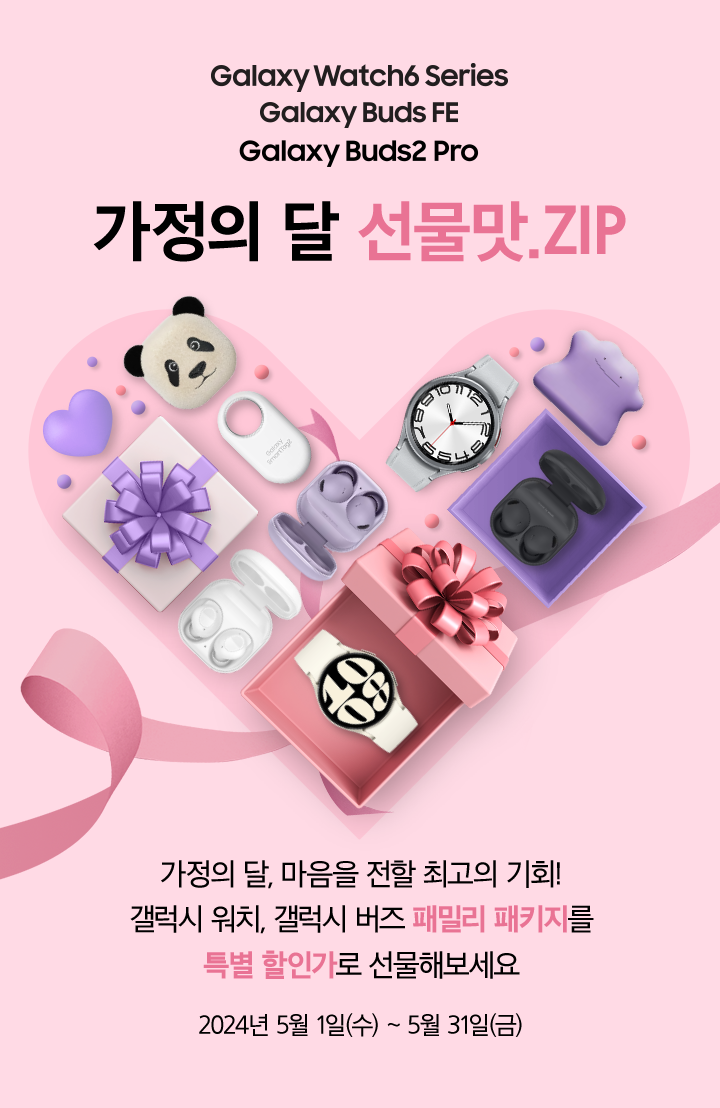 Galaxy Watch6 Series
Galaxy Buds FE
Galaxy Buds2 Pro
가정의 달 선물맛.ZIP
Galaxy
SmartTag2
가정의 달, 마음을 전할 최고의 기회!
갤럭시 워치, 갤럭시 버즈 패밀리 패키지를
특별 할인가로 선물해보세요
2024년 5월 1일(수) ~ 5월 31일(금)